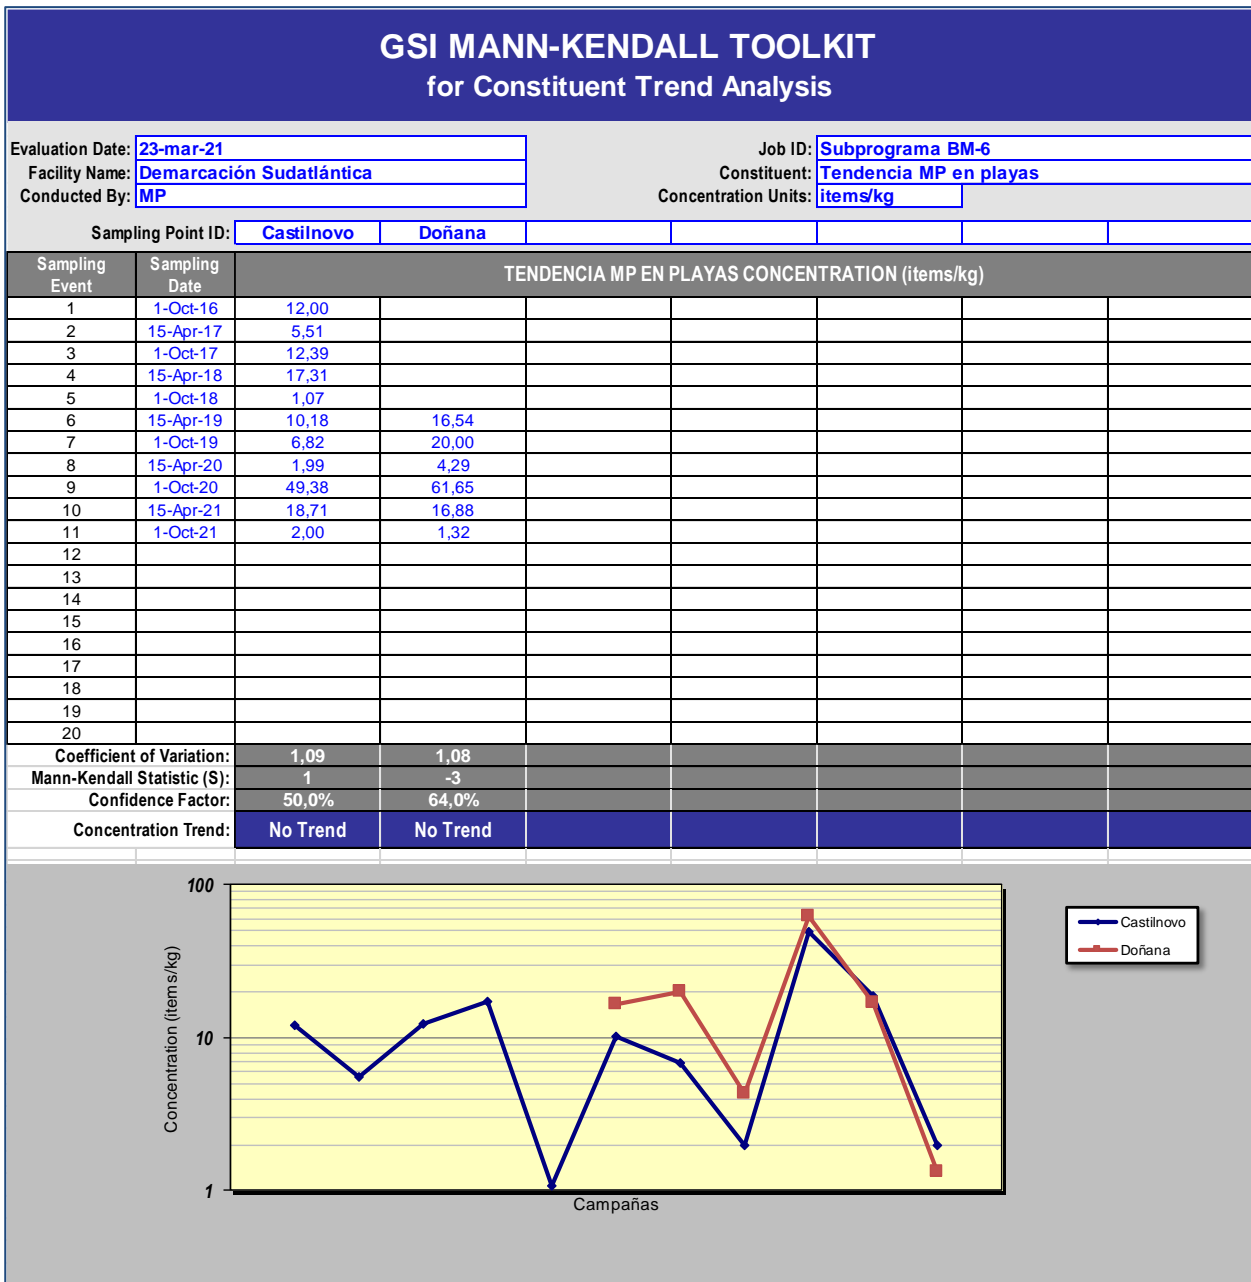 GSI MANN-KENDALL TOOLKIT
for Constituent Trend Analysis
Evaluation Date: 23-mar-21 Job ID: Subprograma BM-6
Facility Name: Demarcación Sudatlántica Constituent: Tendencia MP en playas
Conducted By: MP Concentration Units: items/kg
Sampling Point ID: Castilnovo Doñana
Sampling Event Sampling Date TENDENCIA MP EN PLAYAS CONCENTRATION (items/kg)
1 1-Oct-16 12,00
2 15-Apr-17 5,51
3 1-Oct-17 12,39
4 15-Apr-18 17,31
5 1-Oct-18 1,07
6 15-Apr-19 10,18 16,54
7 1-Oct-19 6,82 20,00
8 15-Apr-20 1,99 4,29
9 1-Oct-20 49,38 61,65
10 15-Apr-21 18,71 16,88
11 1-Oct-21 2,00 1,32
12
13
14
15
16
17
18
19
20
Coefficient of Variation: 1,09 1,08
Mann-Kendall Statistic (S): 1 -3
Confidence Factor: 50,0% 64,0%
Concentration Trend: No Trend No Trend
100
10
1
Concentration (items/kg)
Campañas
Castilnovo
Doñana